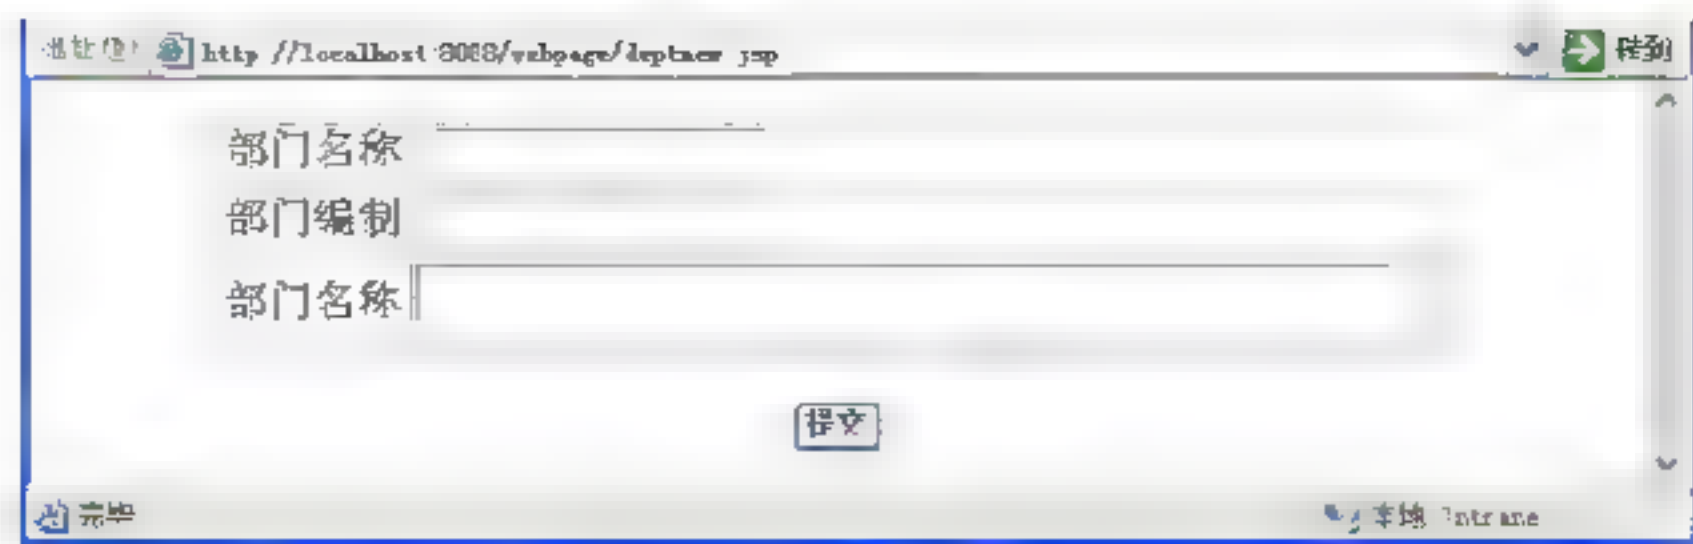 地址(D) http://localhost:8088/webpage/deptnew.jsp 转到
部门名称
部门编制
部门名称
提交
完毕 本地 Intrane